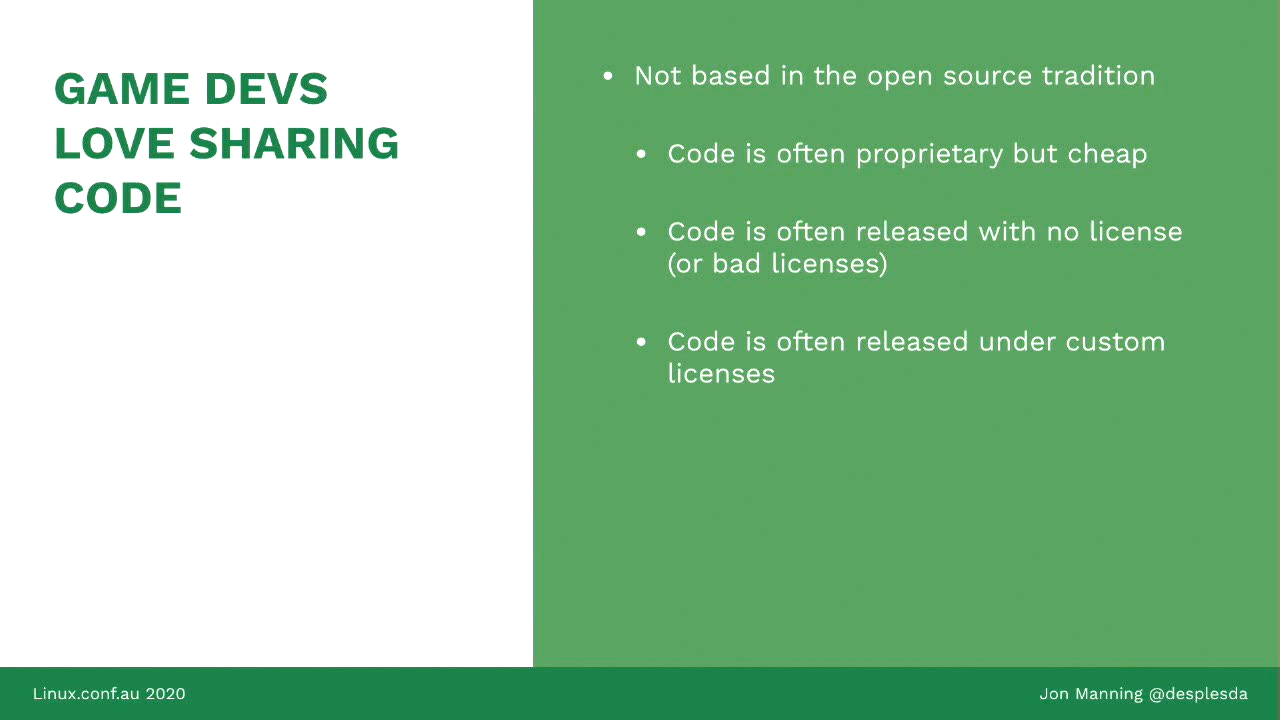 GAME DEVS
LOVE SHARING
CODE
• Not based in the open source tradition
• Code is often proprietary but cheap
• Code is often released with no license
(or bad licenses)
• Code is often released under custom
licenses
Linux.conf.au 2020
Jon Manning @desplesda